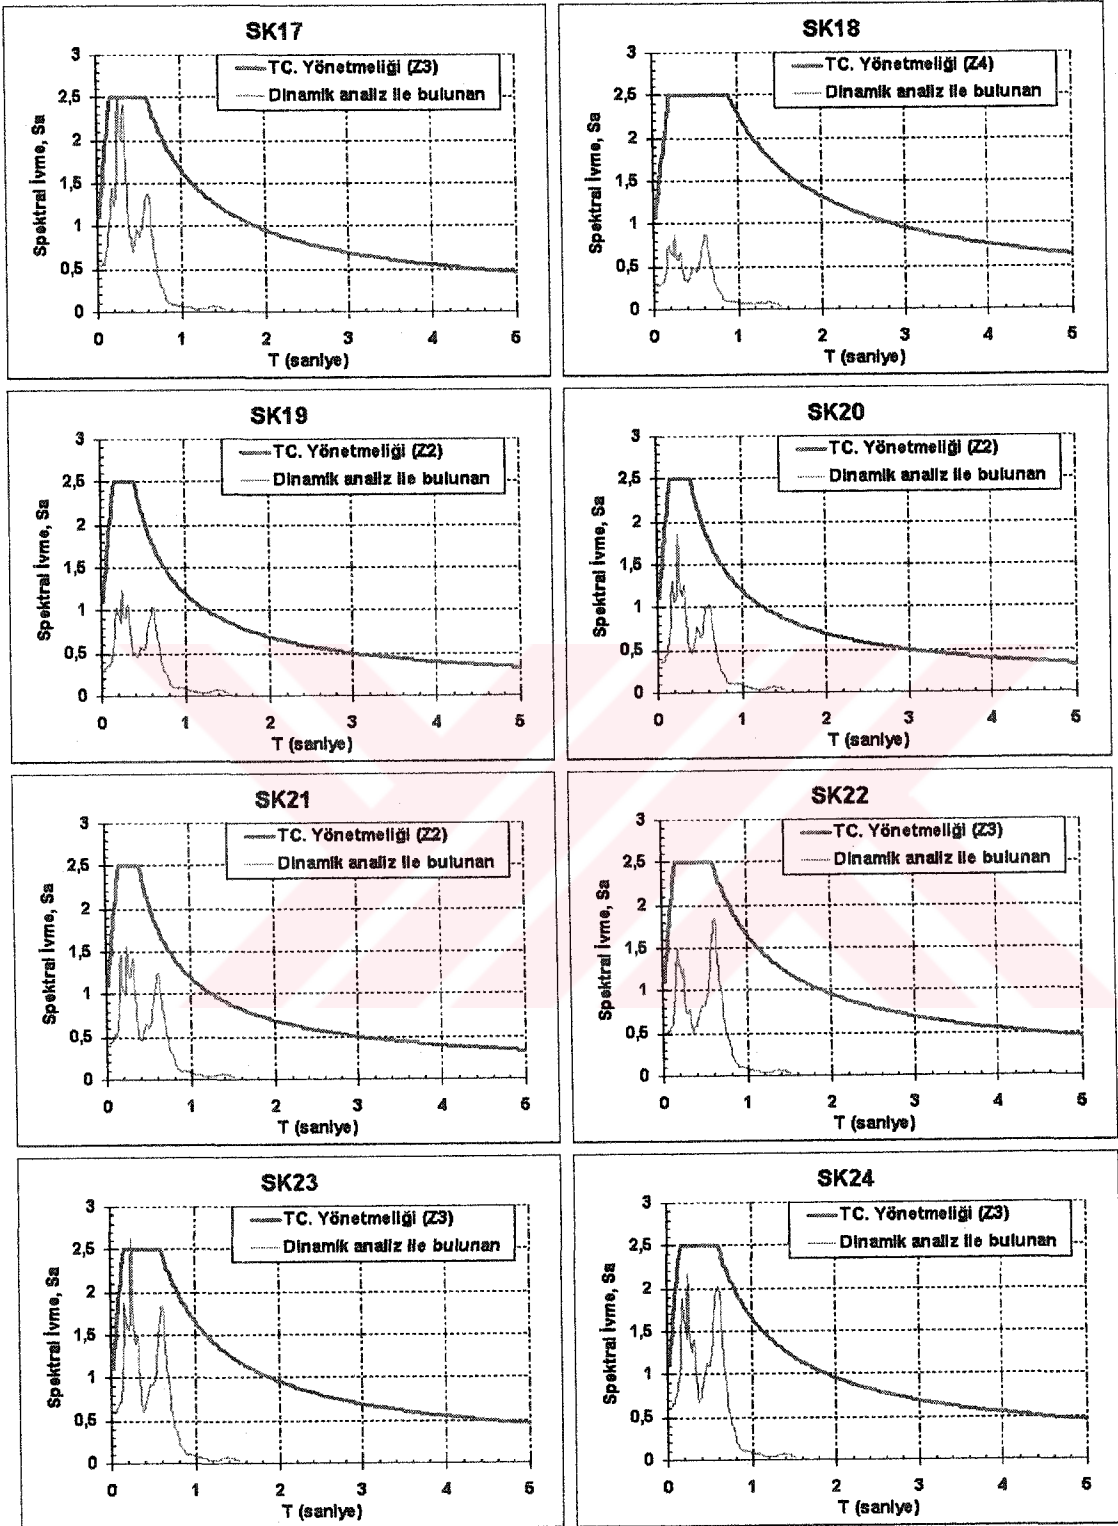 SK17
3
2,5
2
1,5
1
0,5
0
Spektral İvme, Sa
TC. Yönetmeliği (Z3)
Dinamik analiz ile bulunan
0 1 2 3 4 5
T (saniye)
SK18
3
2,5
2
1,5
1
0,5
0
Spektral İvme, Sa
TC. Yönetmeliği (Z4)
Dinamik analiz ile bulunan
0 1 2 3 4 5
T (saniye)
SK19
3
2,5
2
1,5
1
0,5
0
Spektral İvme, Sa
TC. Yönetmeliği (Z2)
Dinamik analiz ile bulunan
0 1 2 3 4 5
T (saniye)
SK20
3
2,5
2
1,5
1
0,5
0
Spektral İvme, Sa
TC. Yönetmeliği (Z2)
Dinamik analiz ile bulunan
0 1 2 3 4 5
T (saniye)
SK21
3
2,5
2
1,5
1
0,5
0
Spektral İvme, Sa
TC. Yönetmeliği (Z2)
Dinamik analiz ile bulunan
0 1 2 3 4 5
T (saniye)
SK22
3
2,5
2
1,5
1
0,5
0
Spektral İvme, Sa
TC. Yönetmeliği (Z3)
Dinamik analiz ile bulunan
0 1 2 3 4 5
T (saniye)
SK23
3
2,5
2
1,5
1
0,5
0
Spektral İvme, Sa
TC. Yönetmeliği (Z3)
Dinamik analiz ile bulunan
0 1 2 3 4 5
T (saniye)
SK24
3
2,5
2
1,5
1
0,5
0
Spektral İvme, Sa
TC. Yönetmeliği (Z3)
Dinamik analiz ile bulunan
0 1 2 3 4 5
T (saniye)